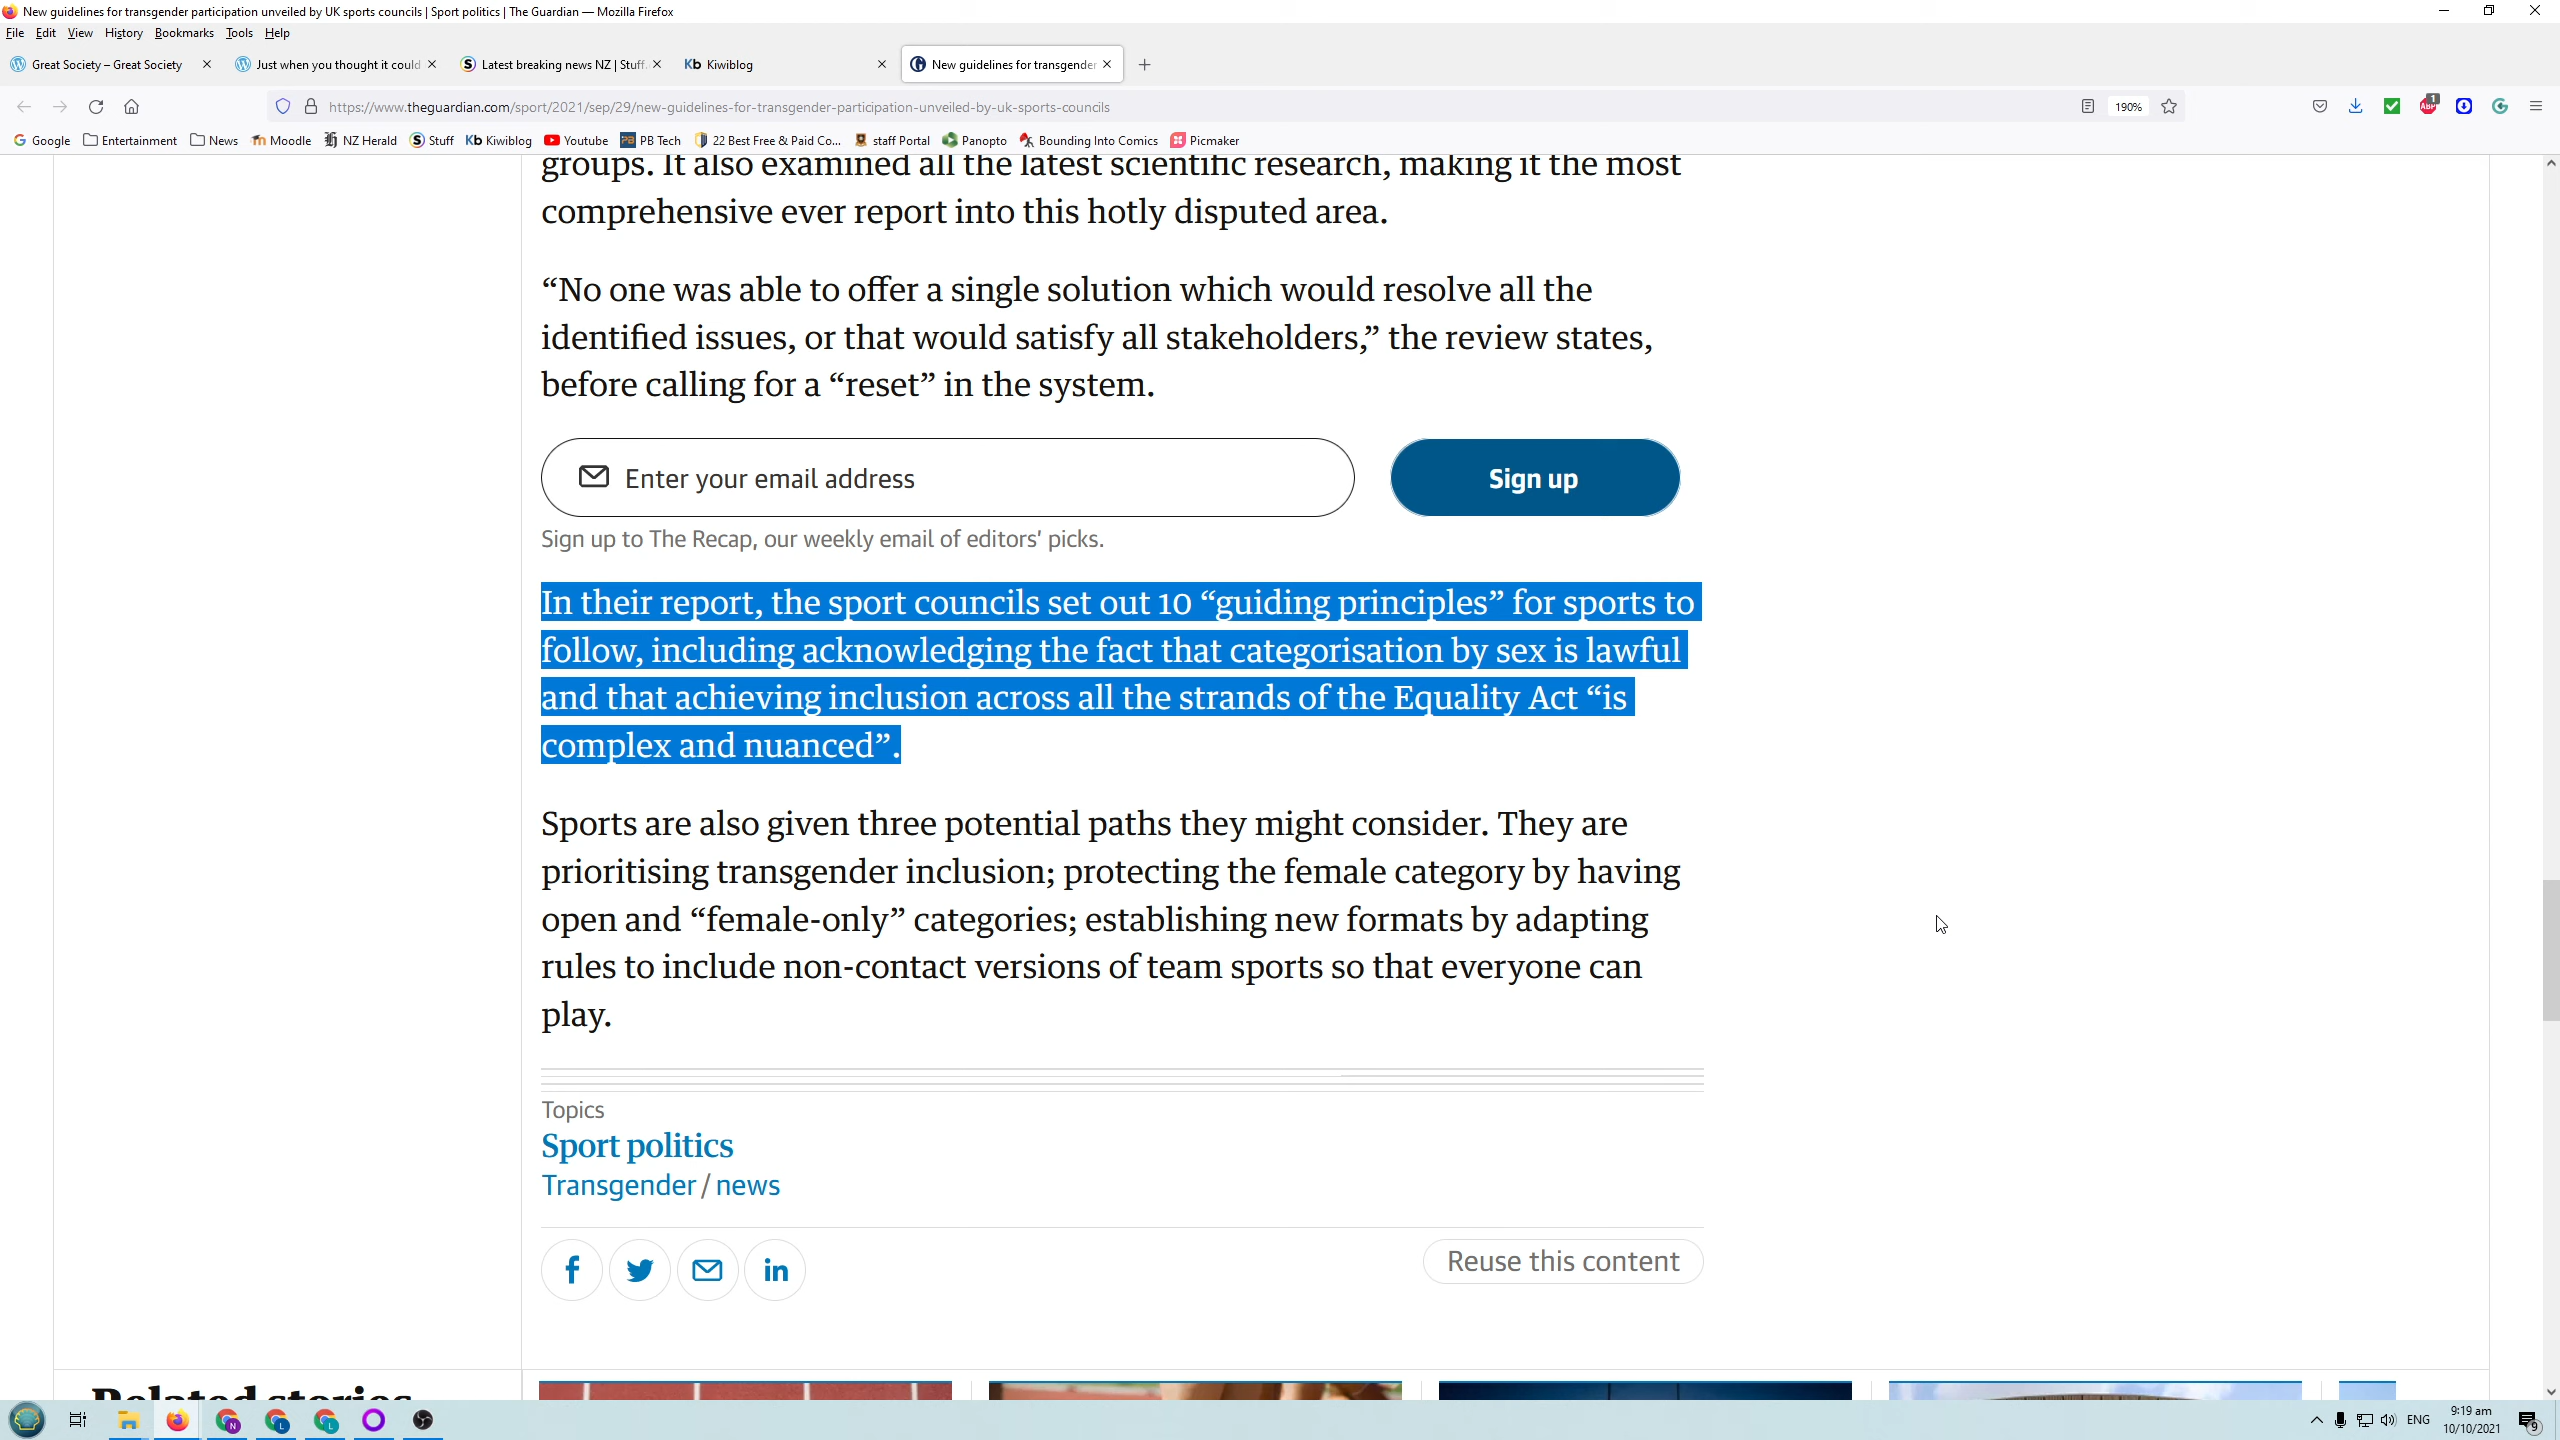 New guidelines for transgender participation unveiled by UK sports councils | Sport politics | The Guardian — Mozilla Firefox
File Edit View History Bookmarks Tools Help
Great Society – Great Society
Just when you thought it could
Latest breaking news NZ | Stuff.
Kb Kiwiblog
New guidelines for transgender
https://www.theguardian.com/sport/2021/sep/29/new-guidelines-for-transgender-participation-unveiled-by-uk-sports-councils
190%
Google Entertainment News Moodle NZ Herald Stuff Kb Kiwiblog Youtube PB Tech 22 Best Free & Paid Co... staff Portal Panopto Bounding Into Comics Picmaker
groups. It also examined all the latest scientific research, making it the most
comprehensive ever report into this hotly disputed area.
“No one was able to offer a single solution which would resolve all the
identified issues, or that would satisfy all stakeholders,” the review states,
before calling for a “reset” in the system.
Enter your email address
Sign up
Sign up to The Recap, our weekly email of editors’ picks.
In their report, the sport councils set out 10 “guiding principles” for sports to
follow, including acknowledging the fact that categorisation by sex is lawful
and that achieving inclusion across all the strands of the Equality Act “is
complex and nuanced”.
Sports are also given three potential paths they might consider. They are
prioritising transgender inclusion; protecting the female category by having
open and “female-only” categories; establishing new formats by adapting
rules to include non-contact versions of team sports so that everyone can
play.
Topics
Sport politics
Transgender / news
Reuse this content
Related stories
ENG
9:19 am
10/10/2021
9